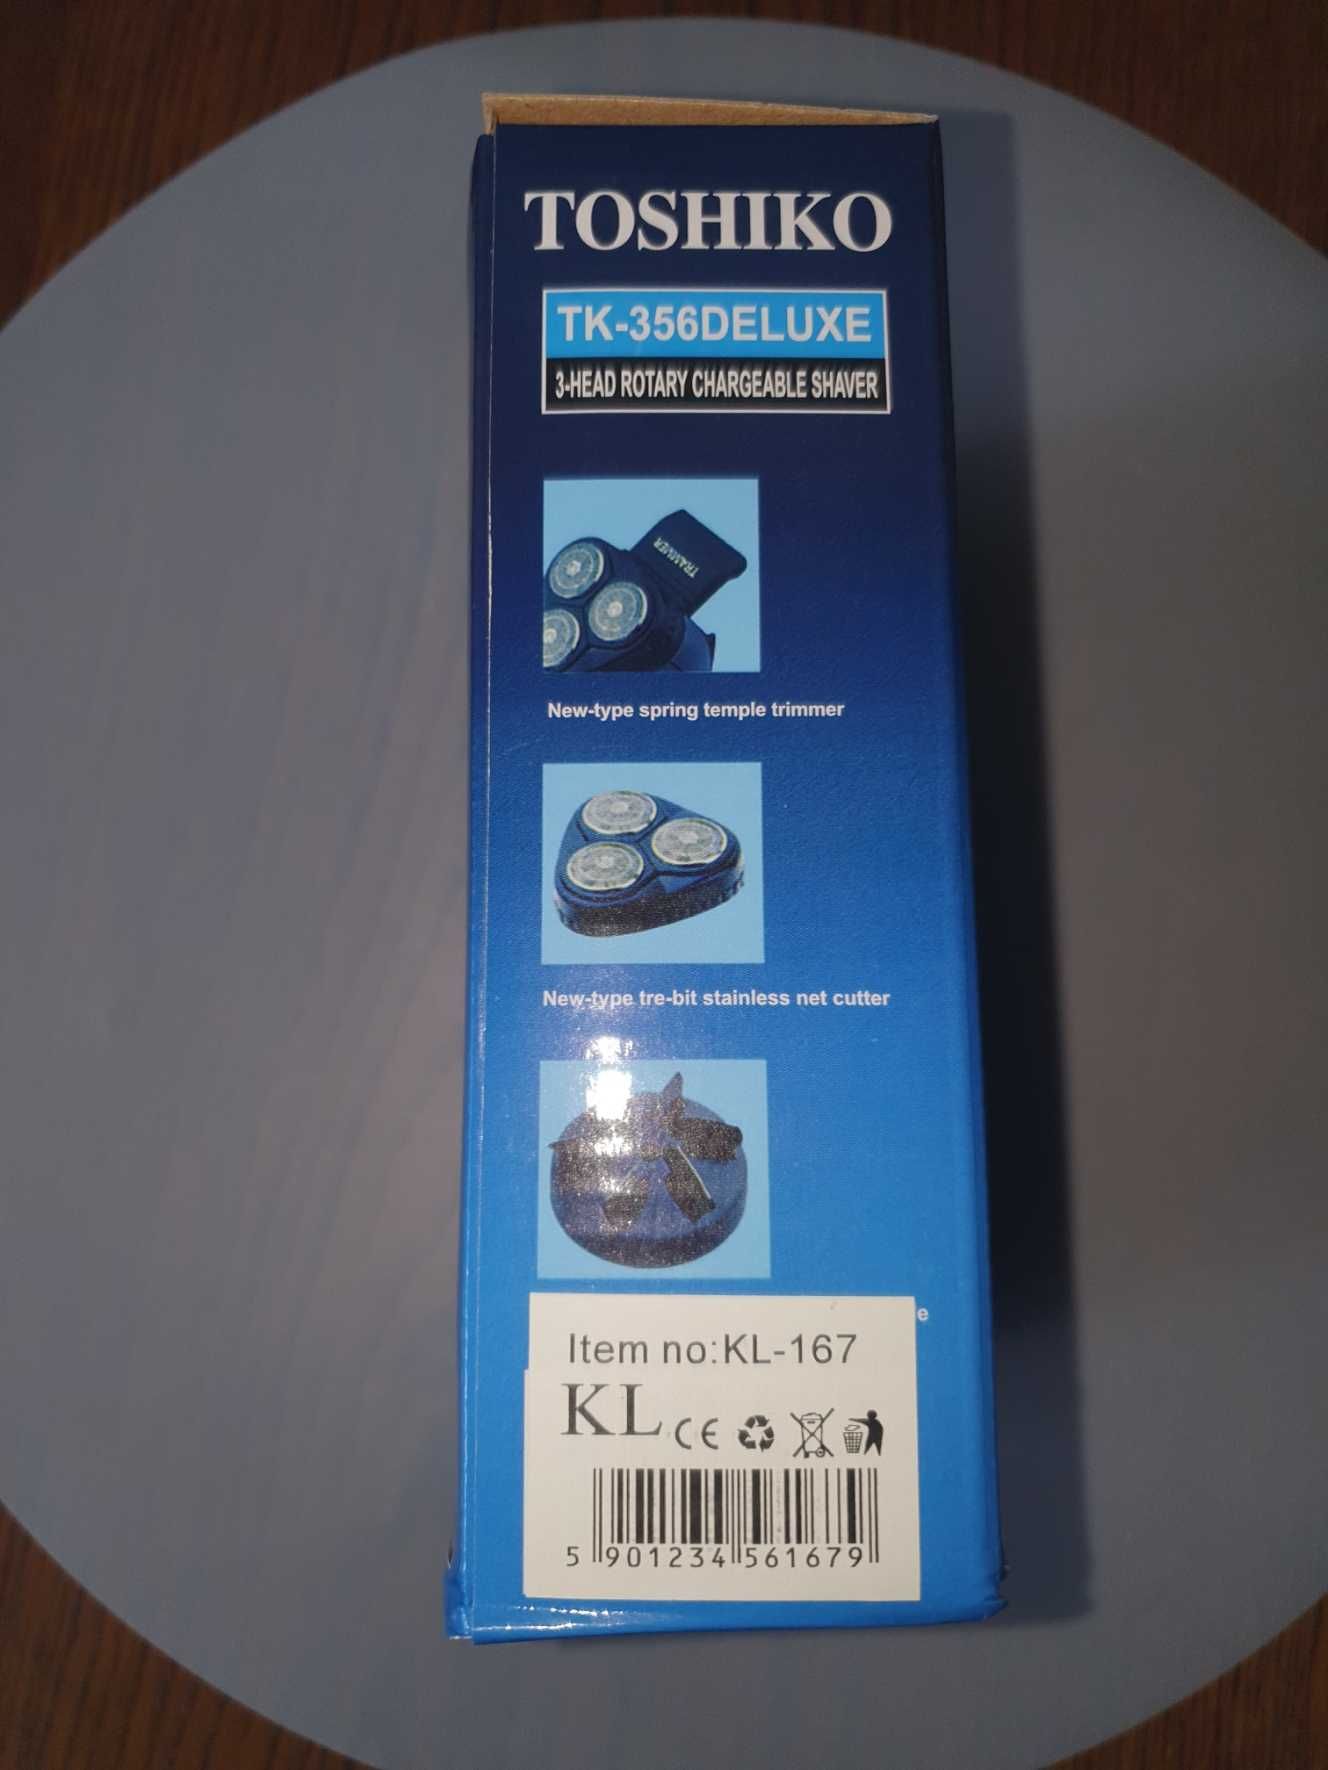 TOSHIKO
TK-356DELUXE
3-HEAD ROTARY CHARGEABLE SHAVER
TRAMMER
New-type spring temple trimmer
New-type tre-bit stainless net cutter
e
Item no:KL-167
KL CE
5 901234 561679